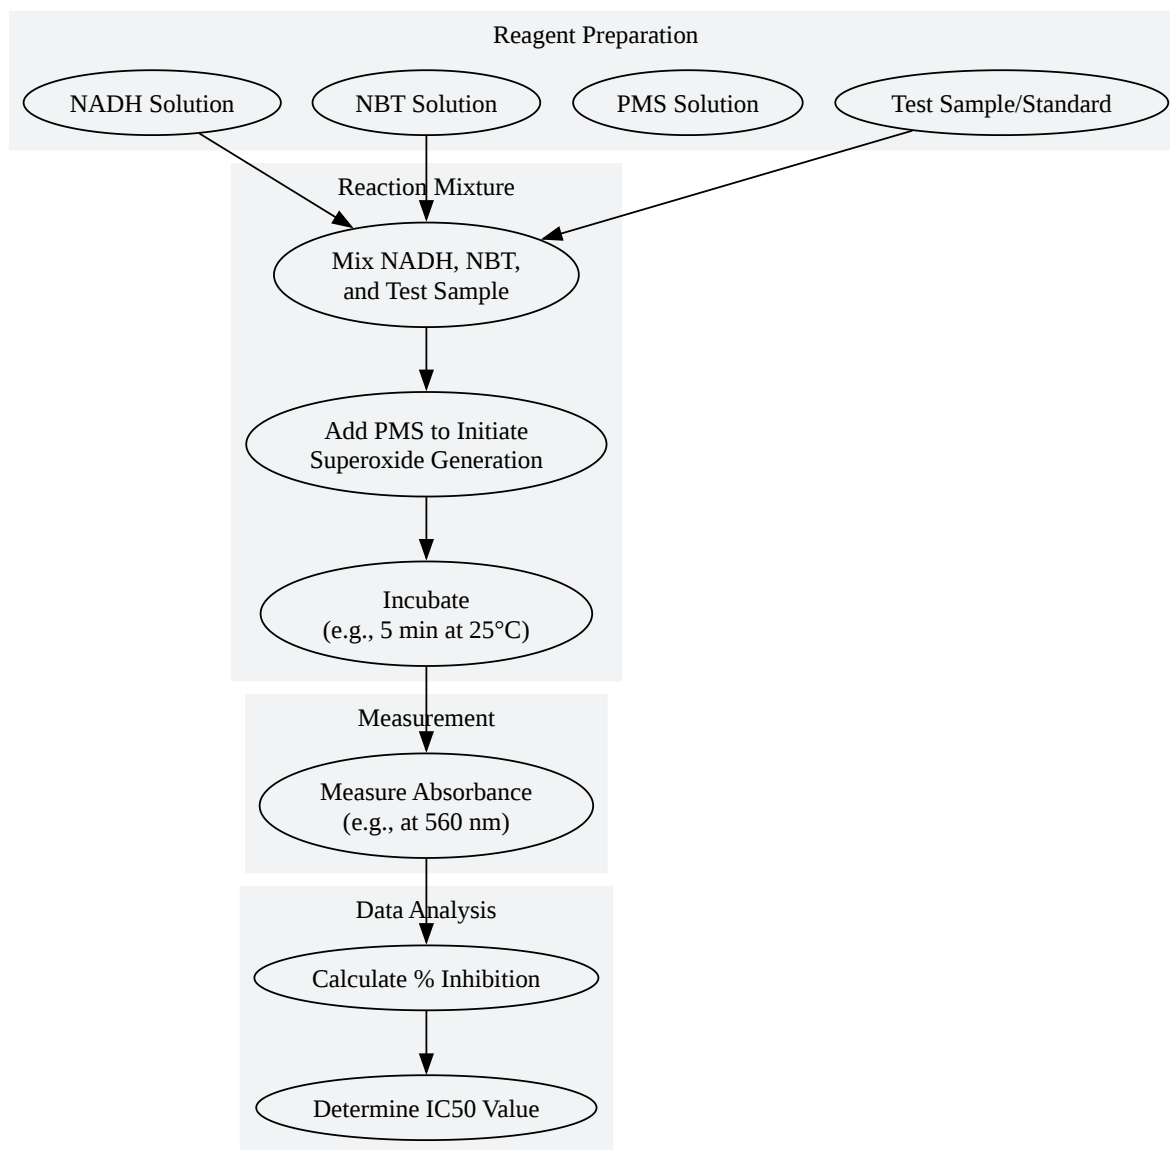 Reagent Preparation
NADH Solution
NBT Solution
PMS Solution
Test Sample/Standard
Reaction Mixture
Mix NADH, NBT,
and Test Sample
Add PMS to Initiate
Superoxide Generation
Incubate
(e.g., 5 min at 25°C)
Measurement
Measure Absorbance
(e.g., at 560 nm)
Data Analysis
Calculate % Inhibition
Determine IC50 Value